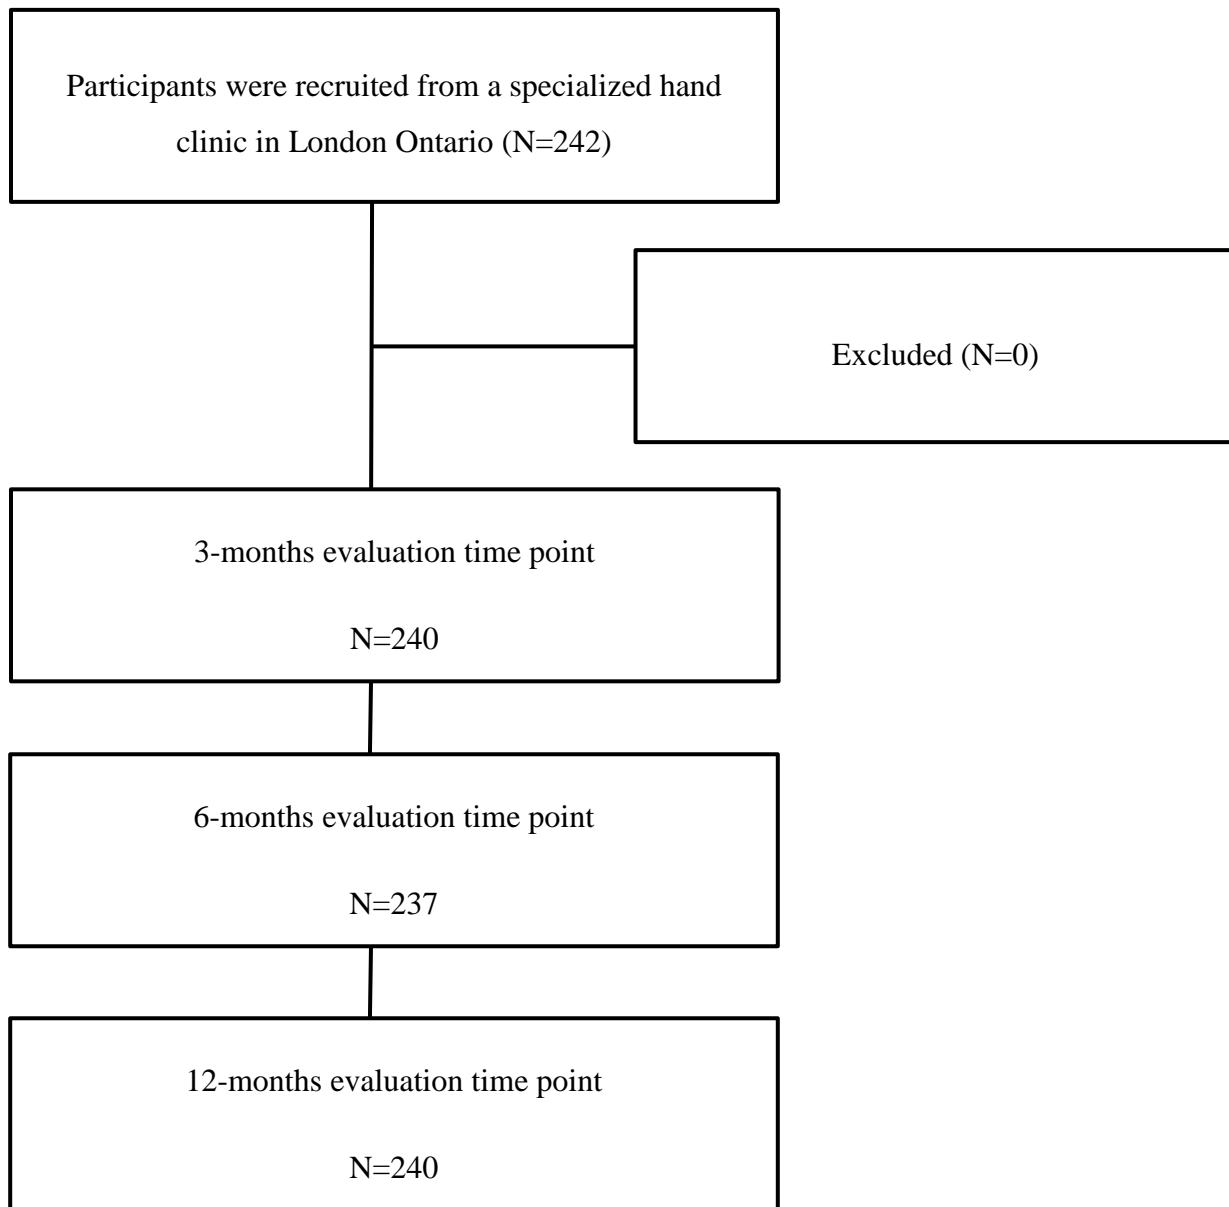 Participants were recruited from a specialized hand
clinic in London Ontario (N=242)
Excluded (N=0)
3-months evaluation time point
N=240
6-months evaluation time point
N=237
12-months evaluation time point
N=240